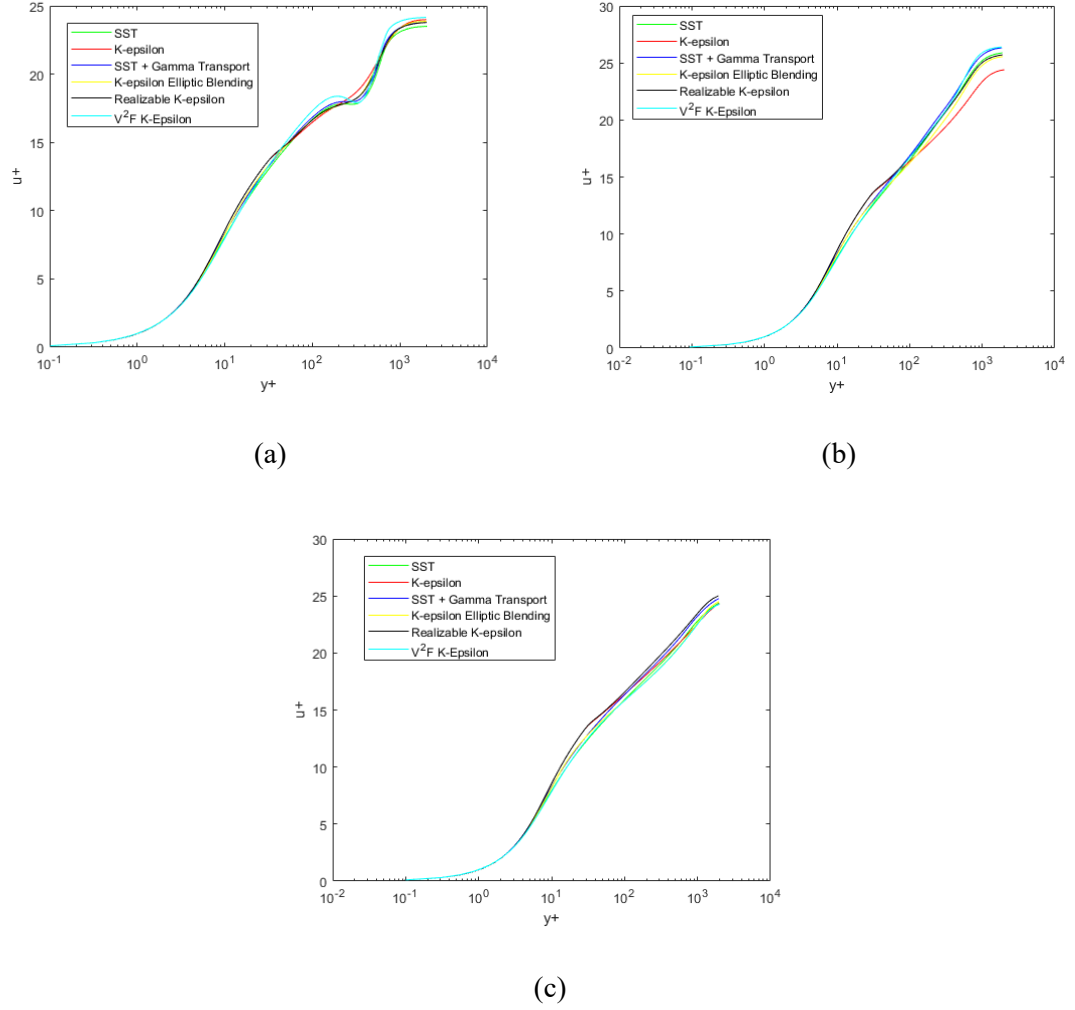 25
20
15
10
5
0
u+
SST
K-epsilon
SST + Gamma Transport
K-epsilon Elliptic Blending
Realizable K-epsilon
V²F K-Epsilon
10⁻¹ 10⁰ 10¹ 10² 10³ 10⁴
y+
(a)
30
25
20
15
10
5
0
u+
SST
K-epsilon
SST + Gamma Transport
K-epsilon Elliptic Blending
Realizable K-epsilon
V²F K-Epsilon
10⁻² 10⁻¹ 10⁰ 10¹ 10² 10³ 10⁴
y+
(b)
30
25
20
15
10
5
0
u+
SST
K-epsilon
SST + Gamma Transport
K-epsilon Elliptic Blending
Realizable K-epsilon
V²F K-Epsilon
10⁻² 10⁻¹ 10⁰ 10¹ 10² 10³ 10⁴
y+
(c)